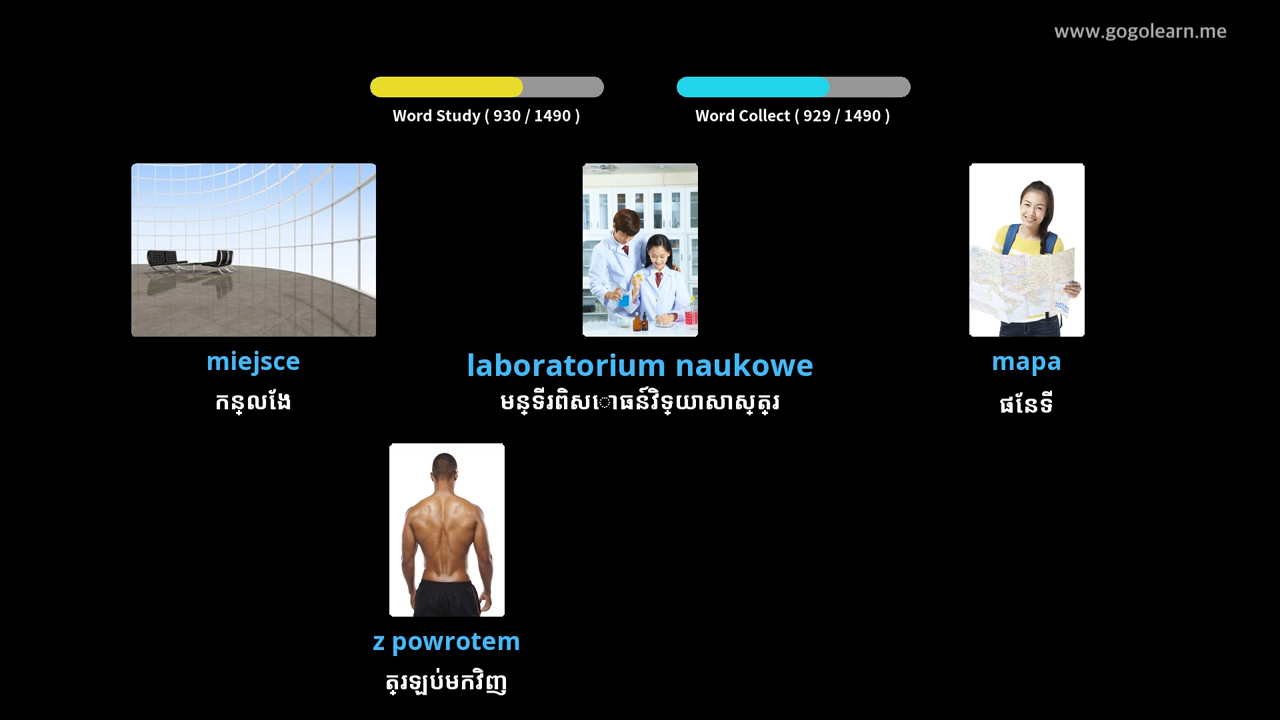 www.gogolearn.me
Word Study ( 930 / 1490 )
Word Collect ( 929 / 1490 )
miejsce
កន្លែង
laboratorium naukowe
មន្ទីរពិសោធន៍វិទ្យាសាស្ត្រ
mapa
ផែនទី
z powrotem
ត្រឡប់មកវិញ